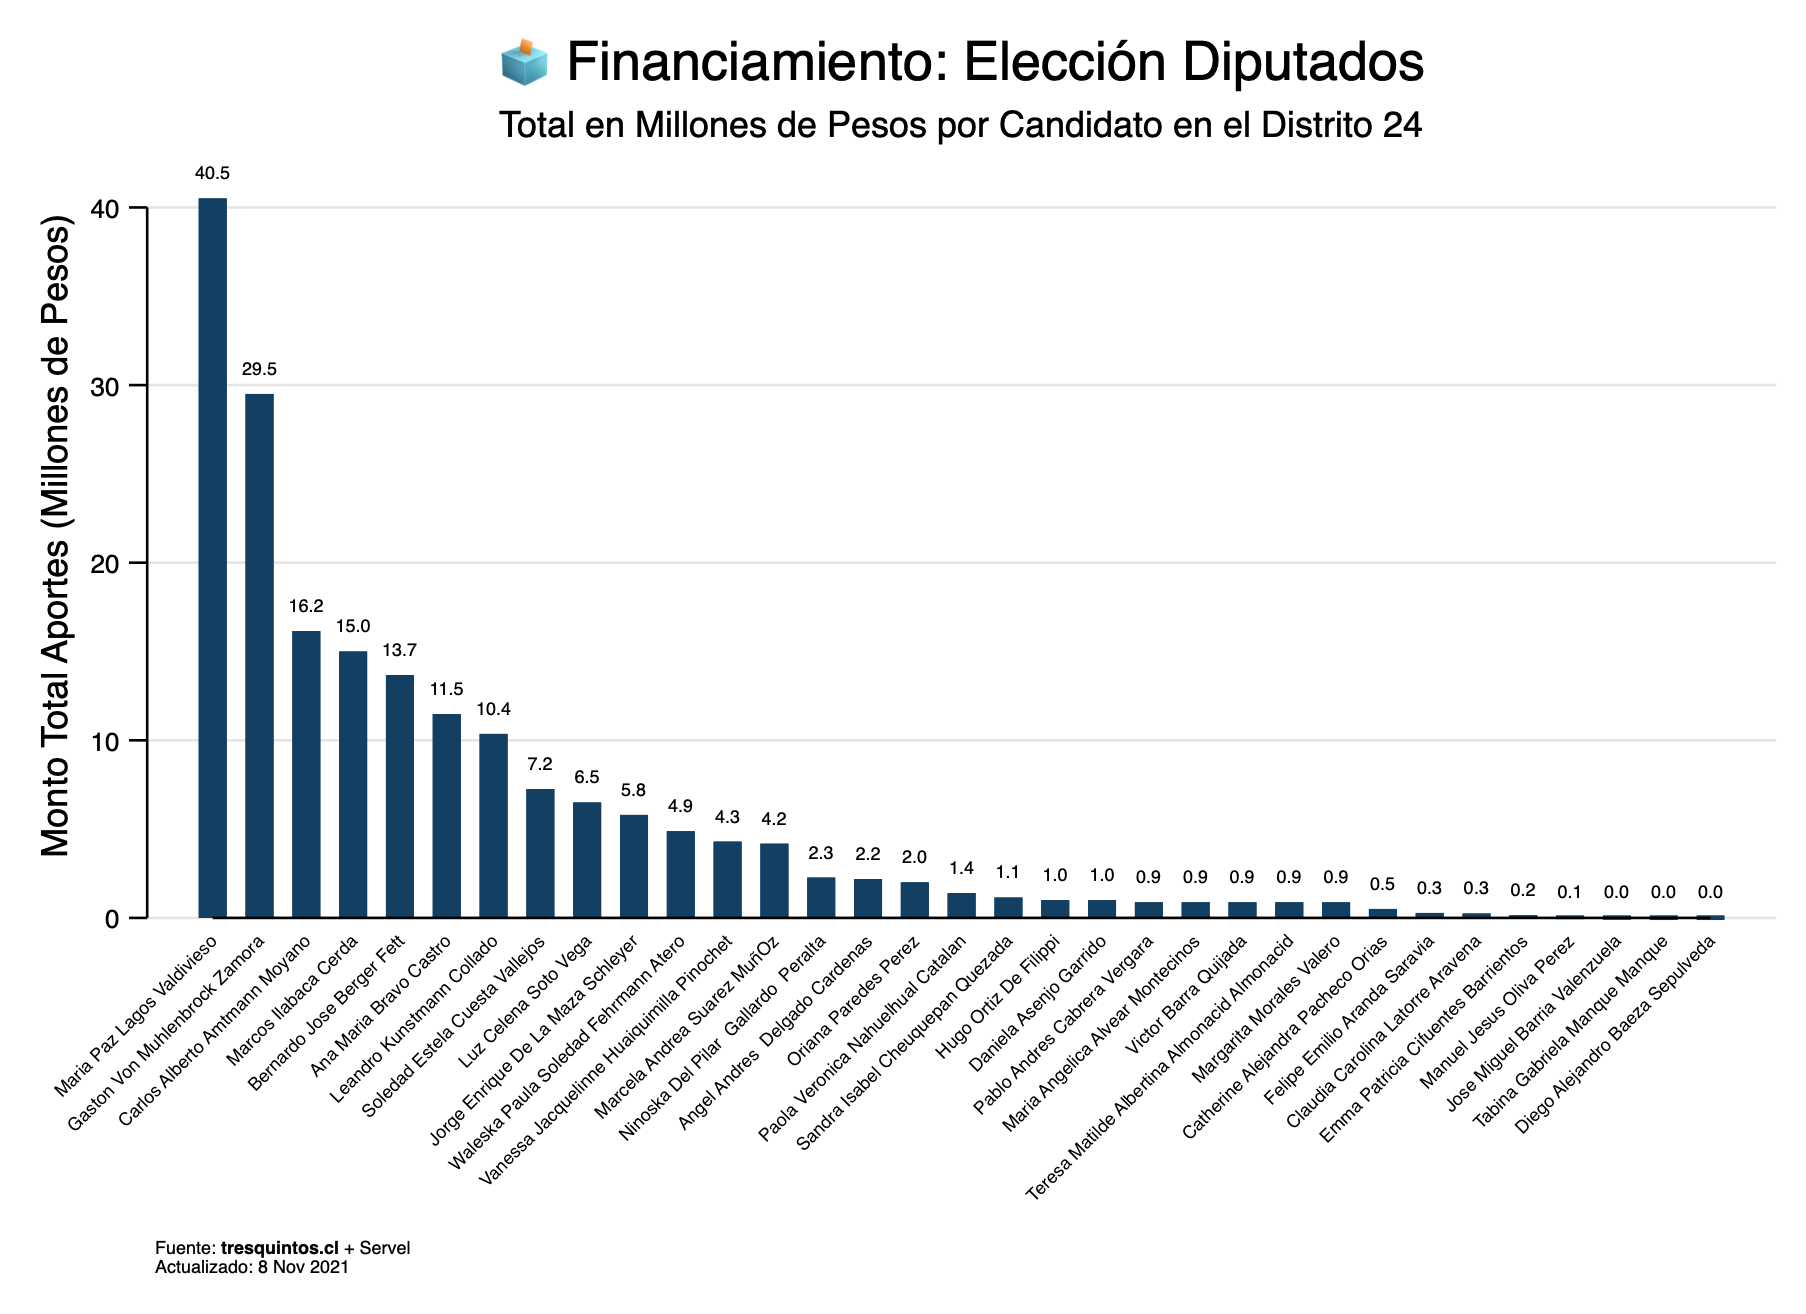 Financiamiento: Elección Diputados
Total en Millones de Pesos por Candidato en el Distrito 24
Monto Total Aportes (Millones de Pesos)
40
30
20
10
0
40.5
29.5
16.2
15.0
13.7
11.5
10.4
7.2
6.5
5.8
4.9
4.3
4.2
2.3
2.2
2.0
1.4
1.1
1.0
1.0
0.9
0.9
0.9
0.9
0.9
0.5
0.3
0.3
0.2
0.1
0.0
0.0
0.0
Maria Paz Lagos Valdivieso
Gaston Von Muhlenbrock Zamora
Carlos Alberto Amtmann Moyano
Marcos Ilabaca Cerda
Bernardo Jose Berger Fett
Ana Maria Bravo Castro
Leandro Kunstmann Collado
Soledad Estela Cuesta Vallejos
Luz Celena Soto Vega
Jorge Enrique De La Maza Schleyer
Waleska Paula Soledad Fehrmann Atero
Vanessa Jacquelinne Huaiquimilla Pinochet
Marcela Andrea Suarez MuñOz
Ninoska Del Pilar  Gallardo  Peralta
Angel Andres  Delgado Cardenas
Oriana Paredes Perez
Paola Veronica Nahuelhual Catalan
Sandra Isabel Cheuquepan Quezada
Hugo Ortiz De Filippi
Daniela Asenjo Garrido
Pablo Andres Cabrera Vergara
Maria Angelica Alvear Montecinos
Victor Barra Quijada
Teresa Matilde Albertina Almonacid Almonacid
Margarita Morales Valero
Catherine Alejandra Pacheco Orias
Felipe Emilio Aranda Saravia
Claudia Carolina Latorre Aravena
Emma Patricia Cifuentes Barrientos
Manuel Jesus Oliva Perez
Jose Miguel Barria Valenzuela
Tabina Gabriela Manque Manque
Diego Alejandro Baeza Sepulveda
Fuente: tresquintos.cl + Servel
Actualizado: 8 Nov 2021